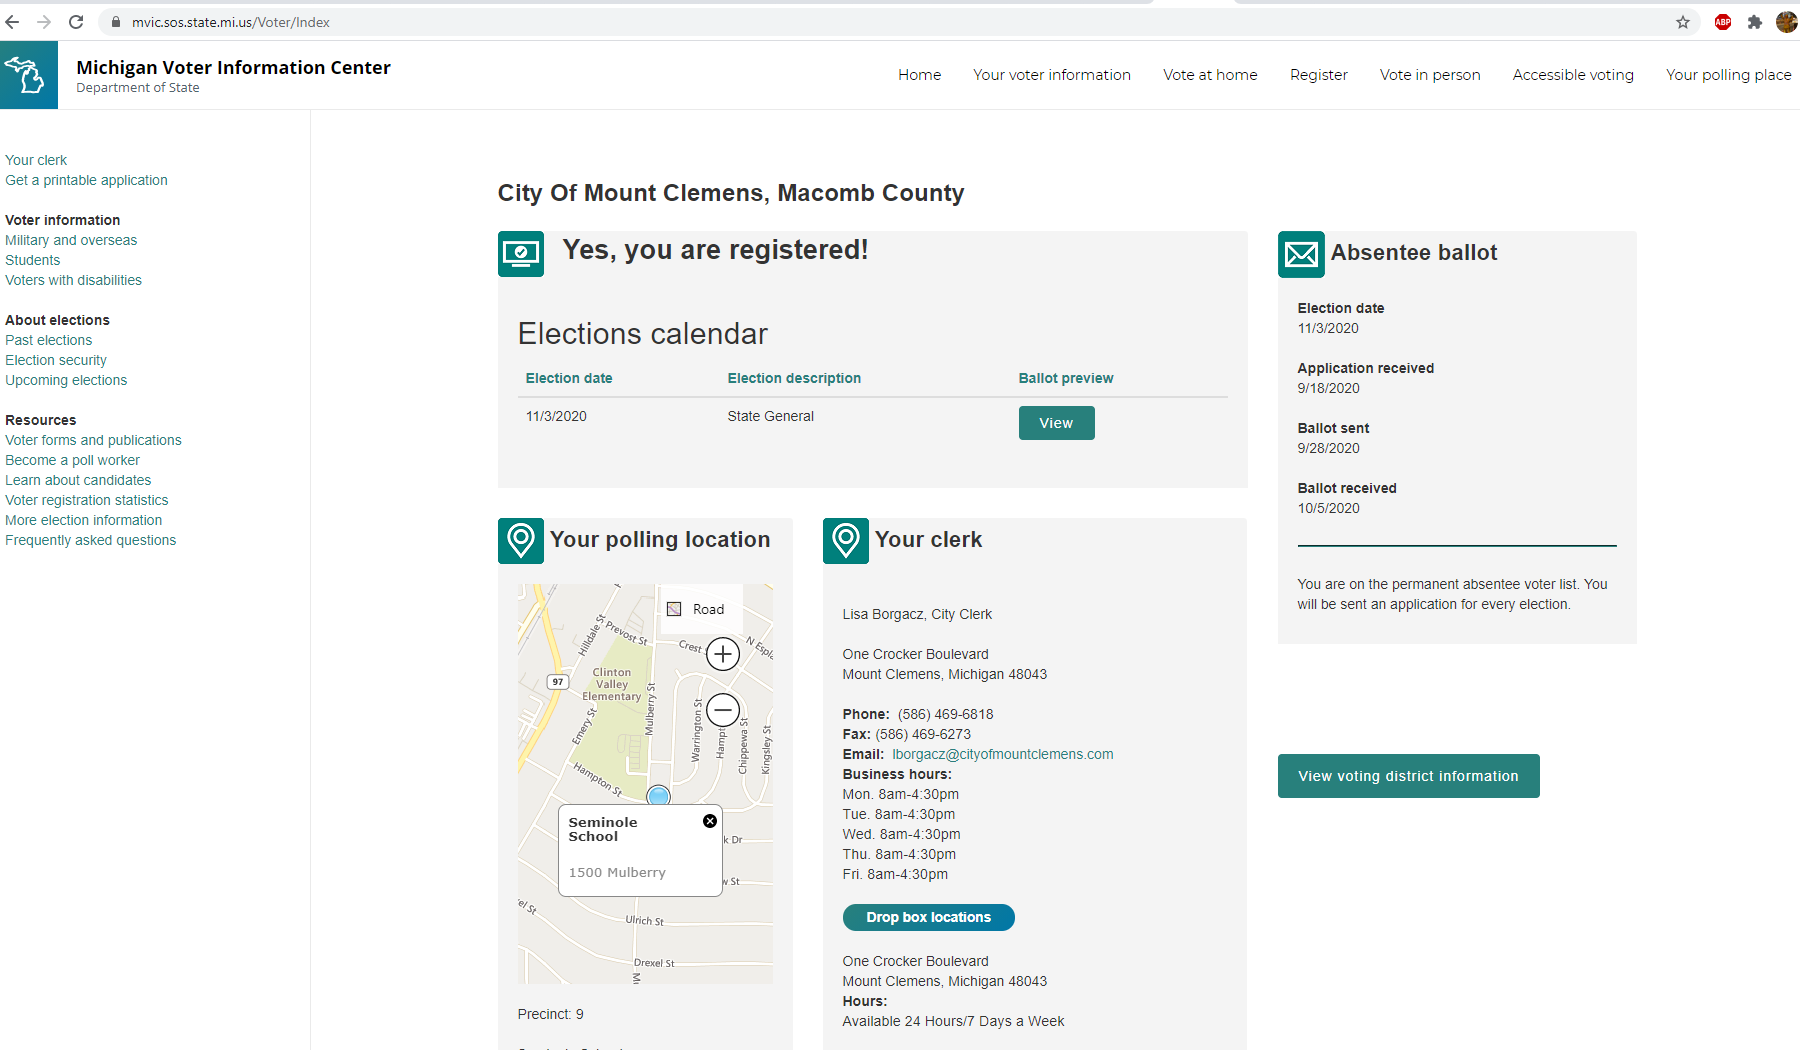 mvic.sos.state.mi.us/Voter/Index
ABP
Michigan Voter Information Center
Department of State
Home
Your voter information
Vote at home
Register
Vote in person
Accessible voting
Your polling place
Your clerk
Get a printable application
Voter information
Military and overseas
Students
Voters with disabilities
About elections
Past elections
Election security
Upcoming elections
Resources
Voter forms and publications
Become a poll worker
Learn about candidates
Voter registration statistics
More election information
Frequently asked questions
City Of Mount Clemens, Macomb County
Yes, you are registered!
Elections calendar
Election date Election description Ballot preview
11/3/2020 State General View
Your polling location
Road
Hilldale St
Prevost St
Crest
N Espla
Clinton
Valley
Elementary
97
Mulberry St
Emery St
Warrington St
Hampt
Chippewa St
Kingsley St
Hampton St
Seminole
School
1500 Mulberry
k Dr
w St
el St
Ulrich St
Drexel St
M
Precinct: 9
Your clerk
Lisa Borgacz, City Clerk
One Crocker Boulevard
Mount Clemens, Michigan 48043
Phone: (586) 469-6818
Fax: (586) 469-6273
Email: lborgacz@cityofmountclemens.com
Business hours:
Mon. 8am-4:30pm
Tue. 8am-4:30pm
Wed. 8am-4:30pm
Thu. 8am-4:30pm
Fri. 8am-4:30pm
Drop box locations
One Crocker Boulevard
Mount Clemens, Michigan 48043
Hours:
Available 24 Hours/7 Days a Week
Absentee ballot
Election date
11/3/2020
Application received
9/18/2020
Ballot sent
9/28/2020
Ballot received
10/5/2020
You are on the permanent absentee voter list. You
will be sent an application for every election.
View voting district information